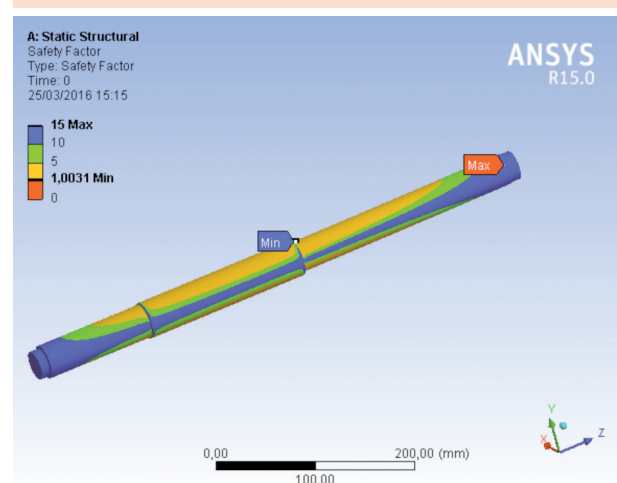 A: Static Structural
Safety Factor
Type: Safety Factor
Time: 0
25/03/2016 15:15
ANSYS
R15.0
15 Max
10
5
1,0031 Min
0
Max
Min
Y
Z
X
0,00
200,00 (mm)
100,00